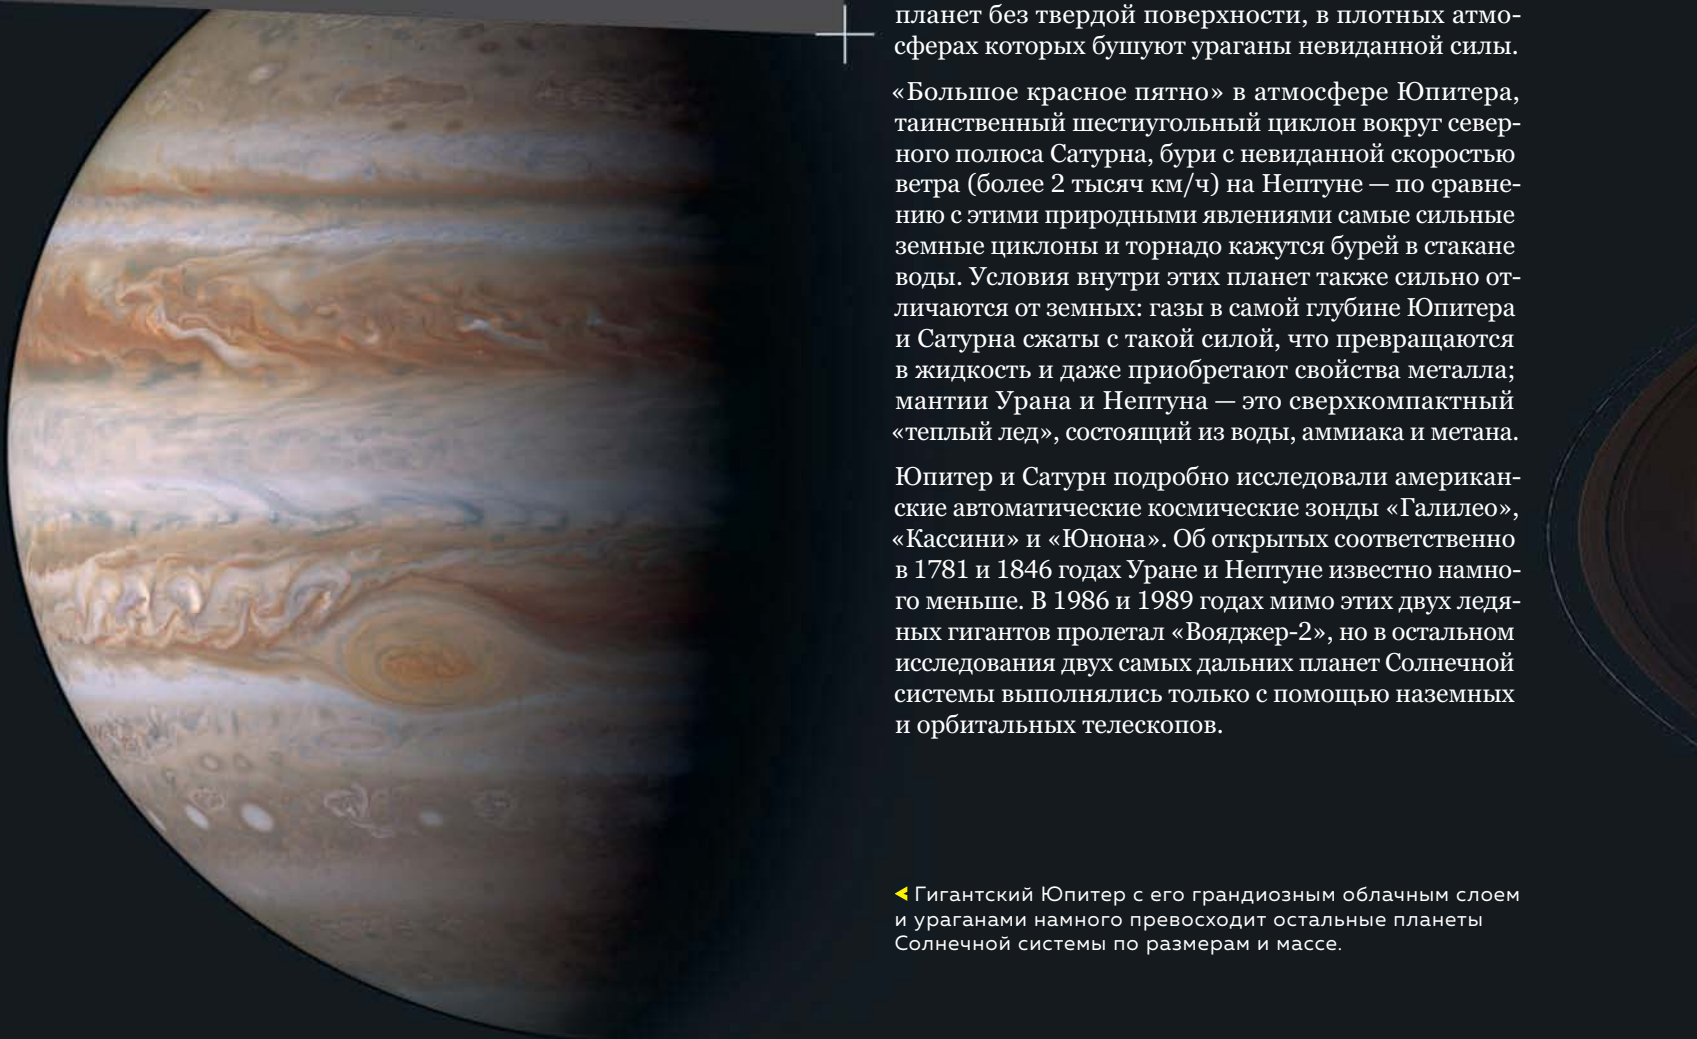 планет без твердой поверхности, в плотных атмо-
сферах которых бушуют ураганы невиданной силы.
«Большое красное пятно» в атмосфере Юпитера,
таинственный шестиугольный циклон вокруг север-
ного полюса Сатурна, бури с невиданной скоростью
ветра (более 2 тысяч км/ч) на Нептуне — по сравне-
нию с этими природными явлениями самые сильные
земные циклоны и торнадо кажутся бурей в стакане
воды. Условия внутри этих планет также сильно от-
личаются от земных: газы в самой глубине Юпитера
и Сатурна сжаты с такой силой, что превращаются
в жидкость и даже приобретают свойства металла;
мантии Урана и Нептуна — это сверхкомпактный
«теплый лед», состоящий из воды, аммиака и метана.
Юпитер и Сатурн подробно исследовали американ-
ские автоматические космические зонды «Галилео»,
«Кассини» и «Юнона». Об открытых соответственно
в 1781 и 1846 годах Уране и Нептуне известно намно-
го меньше. В 1986 и 1989 годах мимо этих двух ледя-
ных гигантов пролетал «Вояджер-2», но в остальном
исследования двух самых дальних планет Солнечной
системы выполнялись только с помощью наземных
и орбитальных телескопов.
Гигантский Юпитер с его грандиозным облачным слоем
и ураганами намного превосходит остальные планеты
Солнечной системы по размерам и массе.